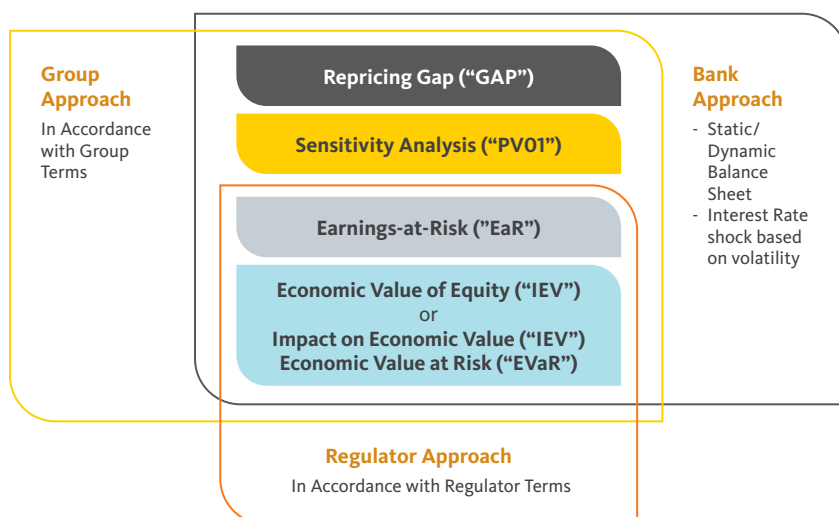 Group
Approach
In Accordance
with Group
Terms
Repricing Gap (“GAP”)
Sensitivity Analysis (“PV01”)
Earnings-at-Risk (”EaR”)
Economic Value of Equity (“IEV”)
or
Impact on Economic Value (“IEV”)
Economic Value at Risk (“EVaR”)
Bank
Approach
- Static/
Dynamic
Balance
Sheet
- Interest Rate
shock based
on volatility
Regulator Approach
In Accordance with Regulator Terms